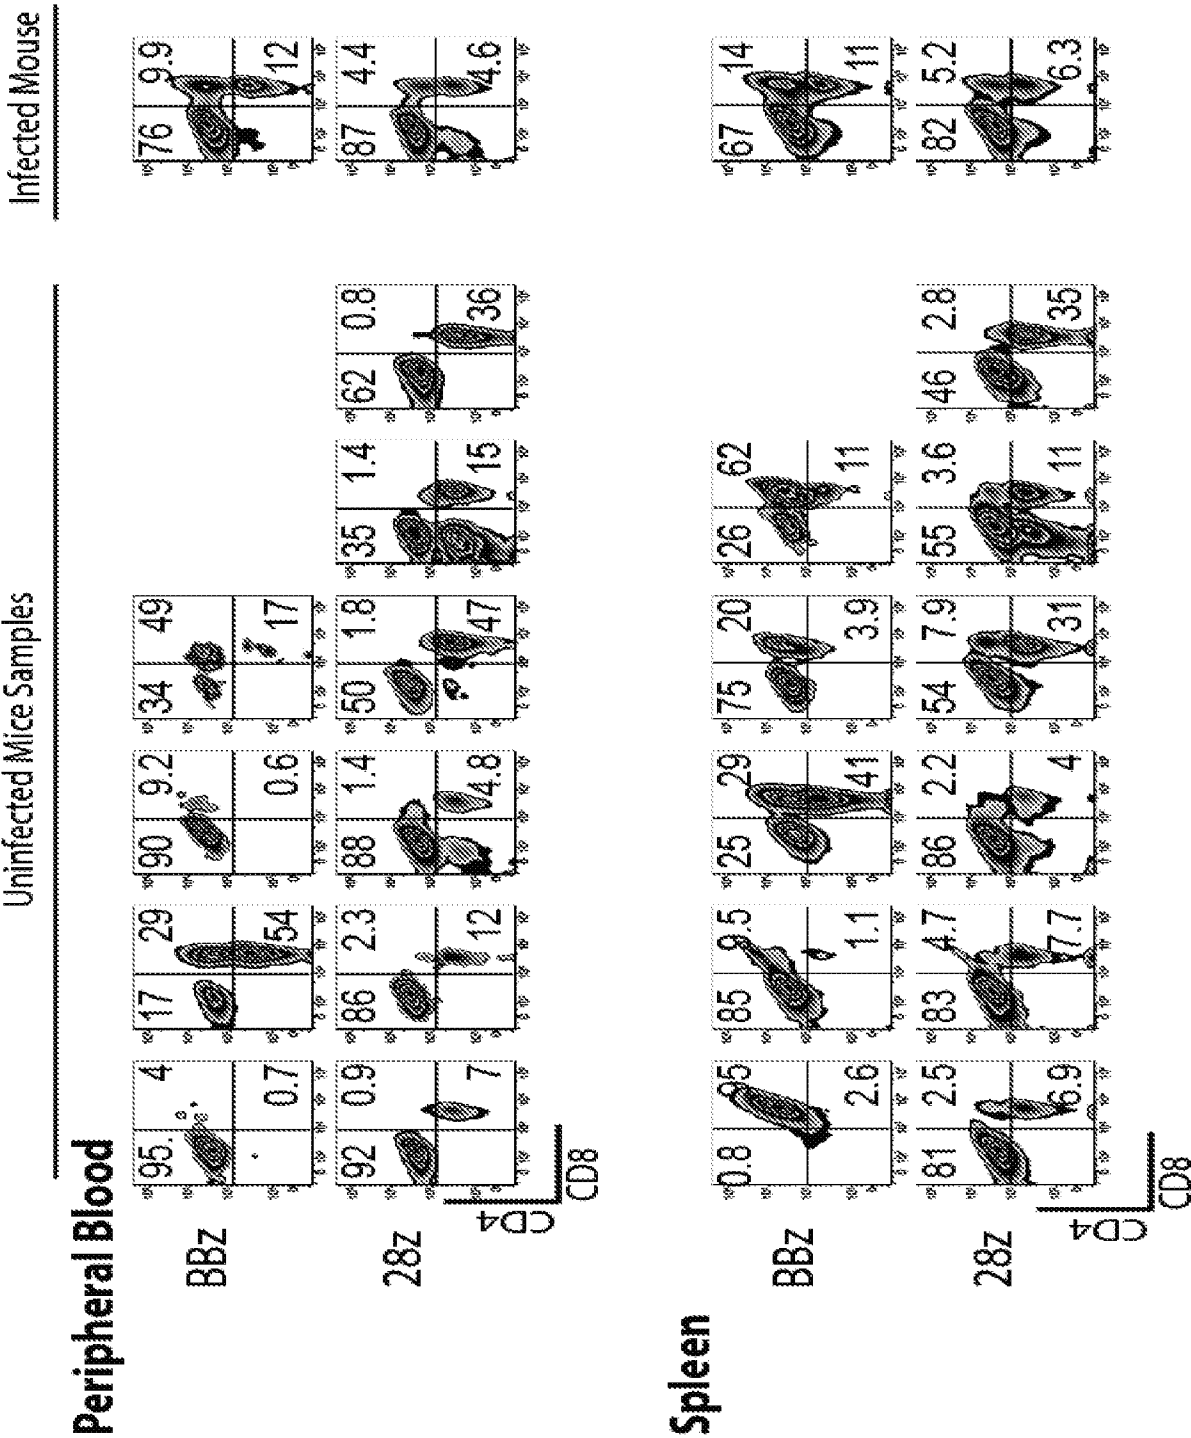 Uninfected Mice Samples
Infected Mouse
Peripheral Blood
BBz
95. 4 0.7
17 29 54
90 9.2 0.6
34 49 17
76 9.9 12
28z
92 0.9 7
86 2.3 12
88 1.4 4.8
50 1.8 47
35 1.4 15
62 0.8 36
87 4.4 4.6
CD4
CD8
Spleen
BBz
0.8 95 2.6
85 9.5 1.1
25 29 41
75 20 3.9
26 62 11
67 14 11
28z
81 2.5 6.9
83 4.7 7.7
86 2.2 4
54 7.9 31
55 3.6 11
46 2.8 35
82 5.2 6.3
CD4
CD8